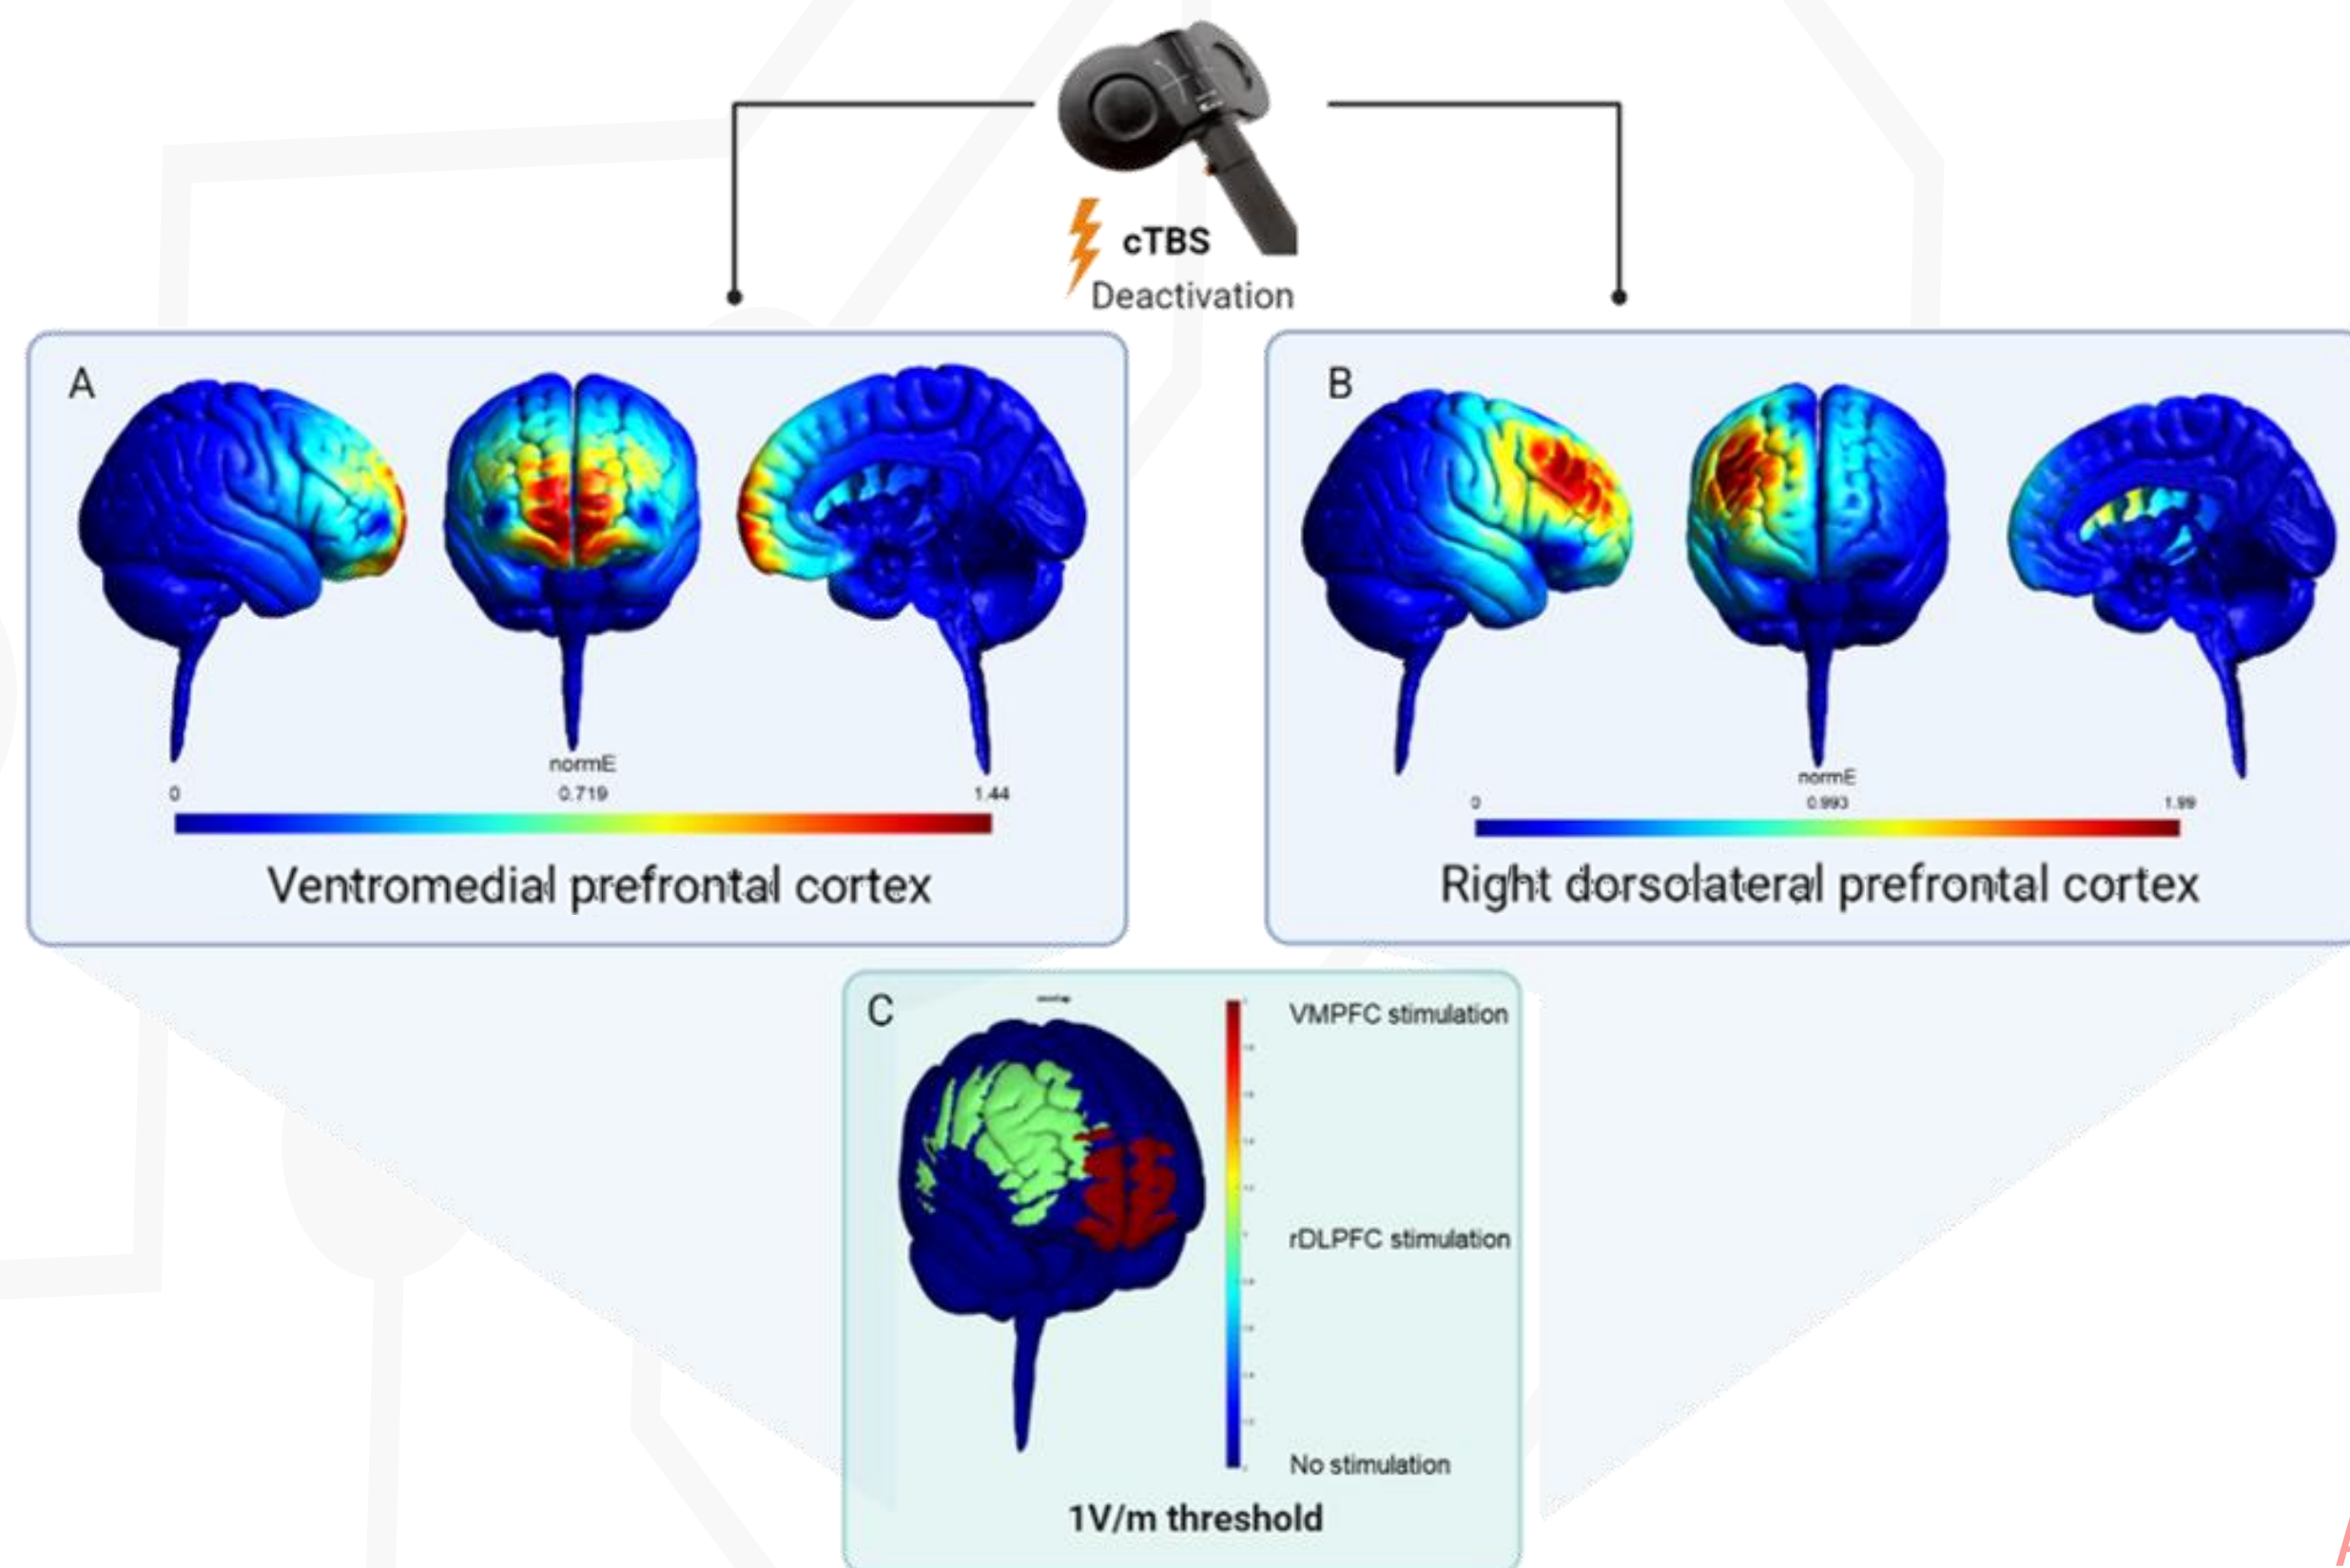 cTBS
Deactivation
A
normE
0 0.719 1.44
Ventromedial prefrontal cortex
B
normE
0 0.993 1.99
Right dorsolateral prefrontal cortex
C
VMPFC stimulation
rDLPFC stimulation
No stimulation
1V/m threshold